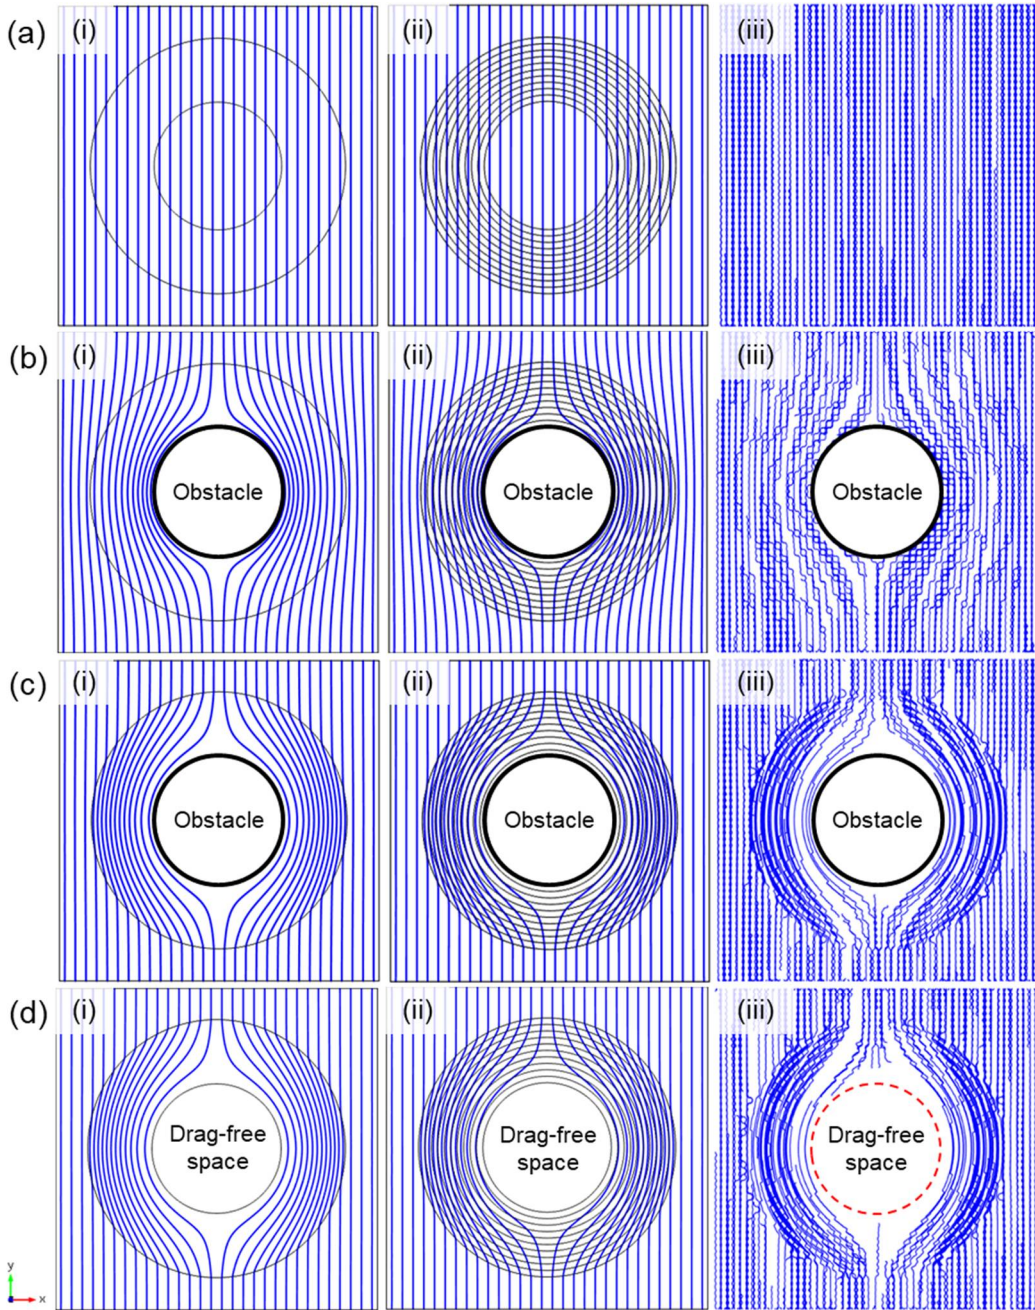 (a) (i) (ii) (iii)
(b) (i) (ii) (iii)
Obstacle Obstacle Obstacle
(c) (i) (ii) (iii)
Obstacle Obstacle Obstacle
(d) (i) (ii) (iii)
Drag-free Drag-free Drag-free
space space space
y
x